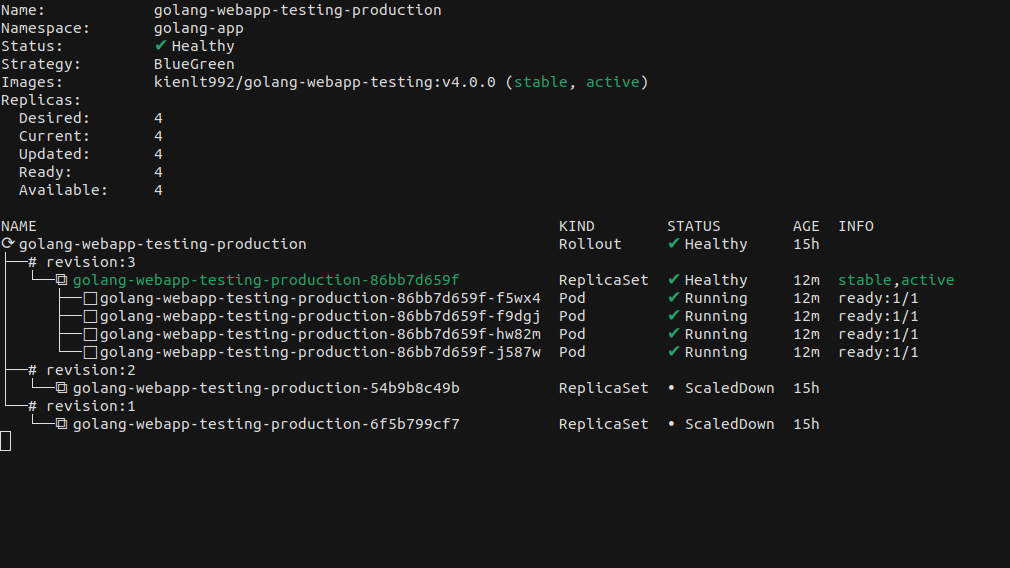 Name: golang-webapp-testing-production
Namespace: golang-app
Status: ✔ Healthy
Strategy: BlueGreen
Images: kienlt992/golang-webapp-testing:v4.0.0 (stable, active)
Replicas:
Desired: 4
Current: 4
Updated: 4
Ready: 4
Available: 4
NAME KIND STATUS AGE INFO
⟳ golang-webapp-testing-production Rollout ✔ Healthy 15h
├──# revision:3
│  └──⧉ golang-webapp-testing-production-86bb7d659f ReplicaSet ✔ Healthy 12m stable,active
│     ├──□ golang-webapp-testing-production-86bb7d659f-f5wx4 Pod ✔ Running 12m ready:1/1
│     ├──□ golang-webapp-testing-production-86bb7d659f-f9dgj Pod ✔ Running 12m ready:1/1
│     ├──□ golang-webapp-testing-production-86bb7d659f-hw82m Pod ✔ Running 12m ready:1/1
│     └──□ golang-webapp-testing-production-86bb7d659f-j587w Pod ✔ Running 12m ready:1/1
├──# revision:2
│  └──⧉ golang-webapp-testing-production-54b9b8c49b ReplicaSet • ScaledDown 15h
└──# revision:1
   └──⧉ golang-webapp-testing-production-6f5b799cf7 ReplicaSet • ScaledDown 15h